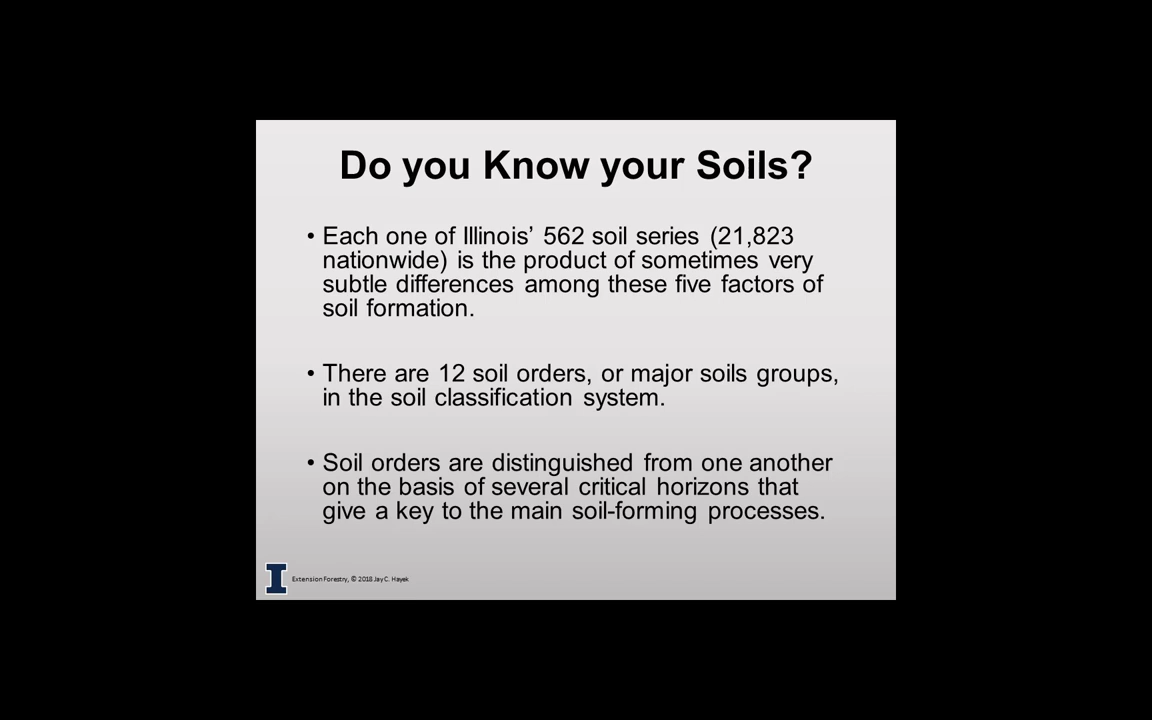 Do you Know your Soils?
• Each one of Illinois’ 562 soil series (21,823
nationwide) is the product of sometimes very
subtle differences among these five factors of
soil formation.
• There are 12 soil orders, or major soils groups,
in the soil classification system.
• Soil orders are distinguished from one another
on the basis of several critical horizons that
give a key to the main soil-forming processes.
I
Extension Forestry, © 2018 Jay C. Hayek